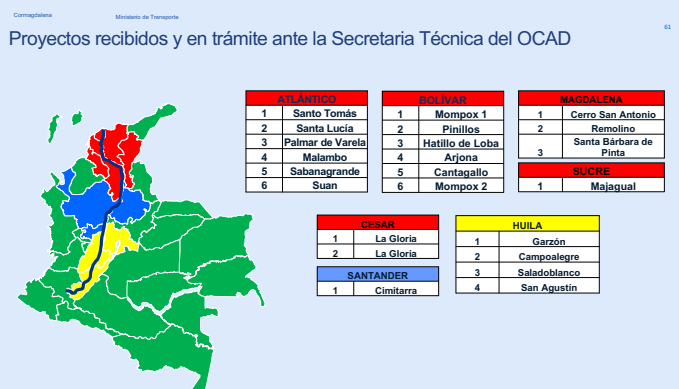 Cormagdalena
Ministerio de Transporte
61
Proyectos recibidos y en trámite ante la Secretaria Técnica del OCAD
ATLÁNTICO
1 Santo Tomás
2 Santa Lucía
3 Palmar de Varela
4 Malambo
5 Sabanagrande
6 Suan
BOLÍVAR
1 Mompox 1
2 Pinillos
3 Hatillo de Loba
4 Arjona
5 Cantagallo
6 Mompox 2
MAGDALENA
1 Cerro San Antonio
2 Remolino
3 Santa Bárbara de
Pinta
SUCRE
1 Majagual
CESAR
1 La Gloria
2 La Gloria
SANTANDER
1 Cimitarra
HUILA
1 Garzón
2 Campoalegre
3 Saladoblanco
4 San Agustín